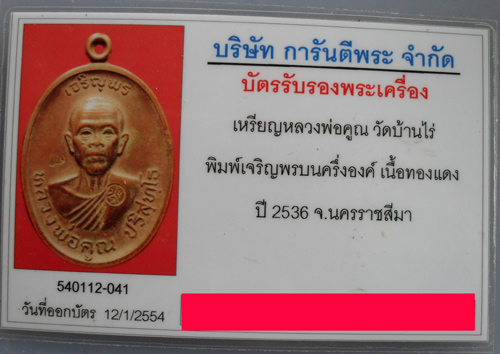 บริษัท การันตีพระ จำกัด
บัตรรับรองพระเครื่อง
เหรียญหลวงพ่อคูณ วัดบ้านไร่
พิมพ์เจริญพรบนครึ่งองค์ เนื้อทองแดง
ปี 2536 จ.นครราชสีมา
เจริญพร
หลวงพ่อคูณ ปริสุทฺโธ
540112-041
วันที่ออกบัตร 12/1/2554